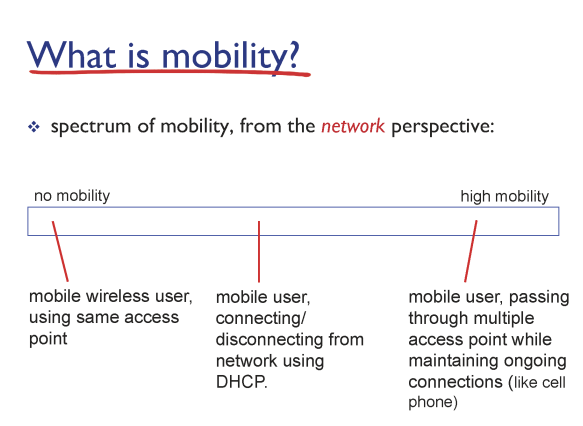 What is mobility?
❖ spectrum of mobility, from the network perspective:
no mobility
high mobility
mobile wireless user,
using same access
point
mobile user,
connecting/
disconnecting from
network using
DHCP.
mobile user, passing
through multiple
access point while
maintaining ongoing
connections (like cell
phone)